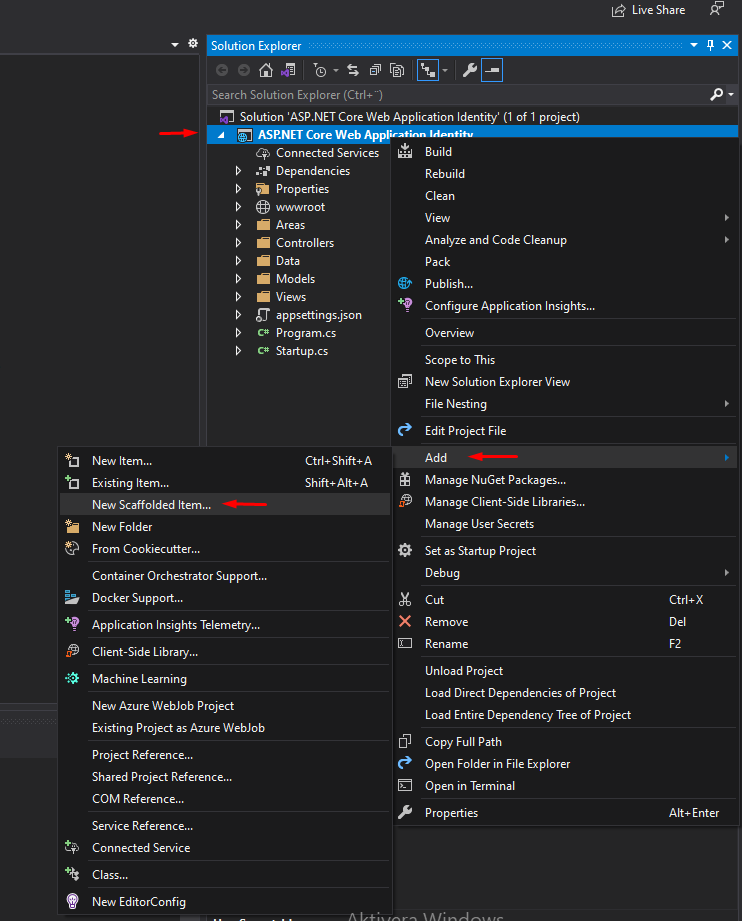 Live Share
Solution Explorer
Search Solution Explorer (Ctrl+¨)
Solution 'ASP.NET Core Web Application Identity' (1 of 1 project)
ASP.NET Core Web Application Identity
Connected Services
Dependencies
Properties
wwwroot
Areas
Controllers
Data
Models
Views
appsettings.json
C# Program.cs
C# Startup.cs
Build
Rebuild
Clean
View
Analyze and Code Cleanup
Pack
Publish...
Configure Application Insights...
Overview
Scope to This
New Solution Explorer View
File Nesting
Edit Project File
Add
Manage NuGet Packages...
Manage Client-Side Libraries...
Manage User Secrets
Set as Startup Project
Debug
Cut Ctrl+X
Remove Del
Rename F2
Unload Project
Load Direct Dependencies of Project
Load Entire Dependency Tree of Project
Copy Full Path
Open Folder in File Explorer
Open in Terminal
Properties Alt+Enter
New Item... Ctrl+Shift+A
Existing Item... Shift+Alt+A
New Scaffolded Item...
New Folder
From Cookiecutter...
Container Orchestrator Support...
Docker Support...
Application Insights Telemetry...
Client-Side Library...
Machine Learning
New Azure WebJob Project
Existing Project as Azure WebJob
Project Reference...
Shared Project Reference...
COM Reference...
Service Reference...
Connected Service
Class...
New EditorConfig
Aktivera Windows